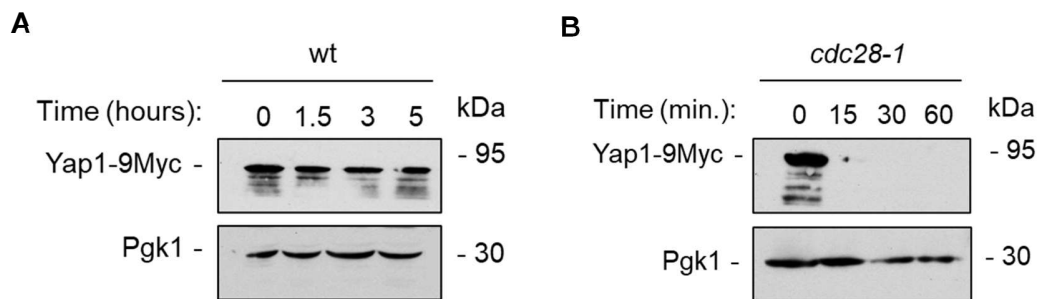 A
wt
Time (hours): 0 1.5 3 5 kDa
Yap1-9Myc - - 95
Pgk1 - - 30
B
cdc28-1
Time (min.): 0 15 30 60 kDa
Yap1-9Myc - - 95
Pgk1 - - 30